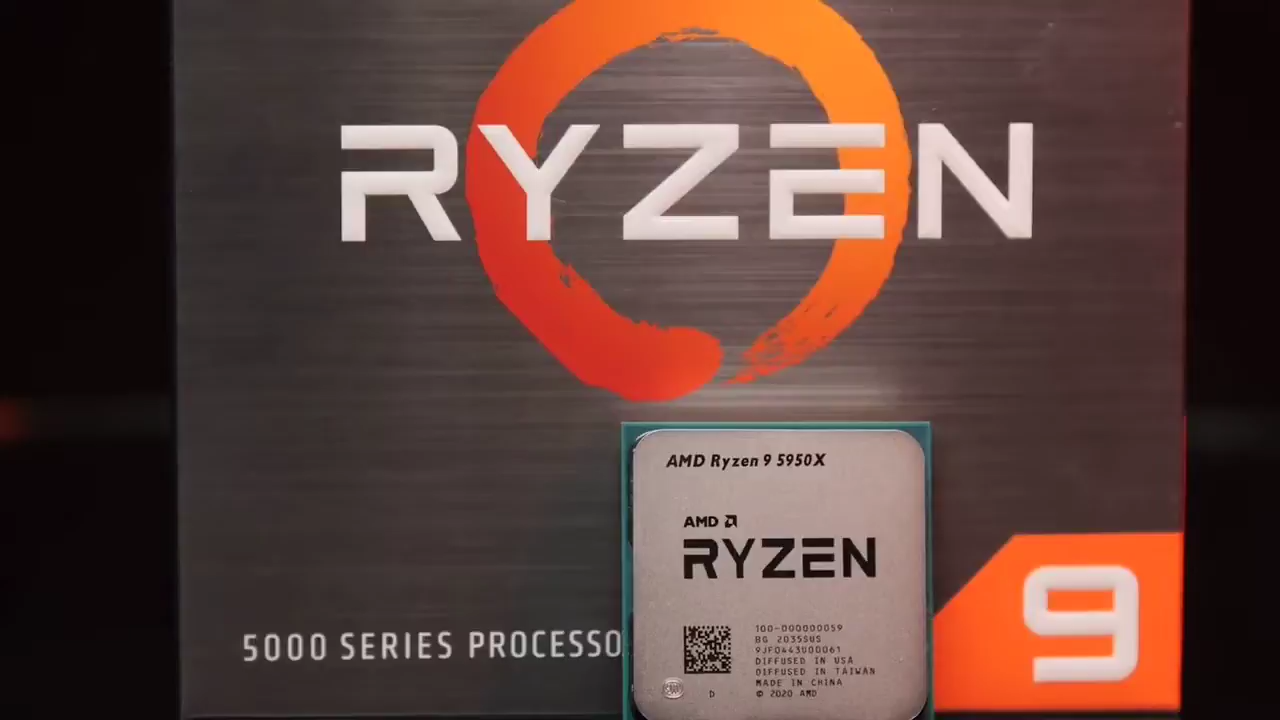 RYZEN
AMD Ryzen 9 5950X
AMD
RYZEN
5000 SERIES PROCESSO
9
100-000000059
BG 2035SUS
9JF0443U00061
DIFFUSED IN USA
DIFFUSED IN TAIWAN
MADE IN CHINA
© 2020 AMD
D